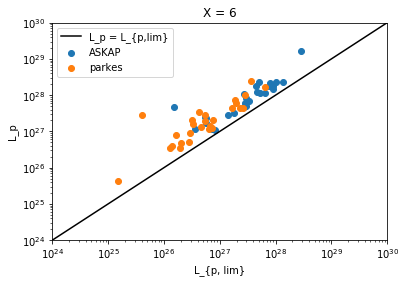 X = 6
L_p = L_{p,lim}
ASKAP
parkes
10^30
10^29
10^28
10^27
10^26
10^25
10^24
L_p
10^24 10^25 10^26 10^27 10^28 10^29 10^30
L_{p, lim}